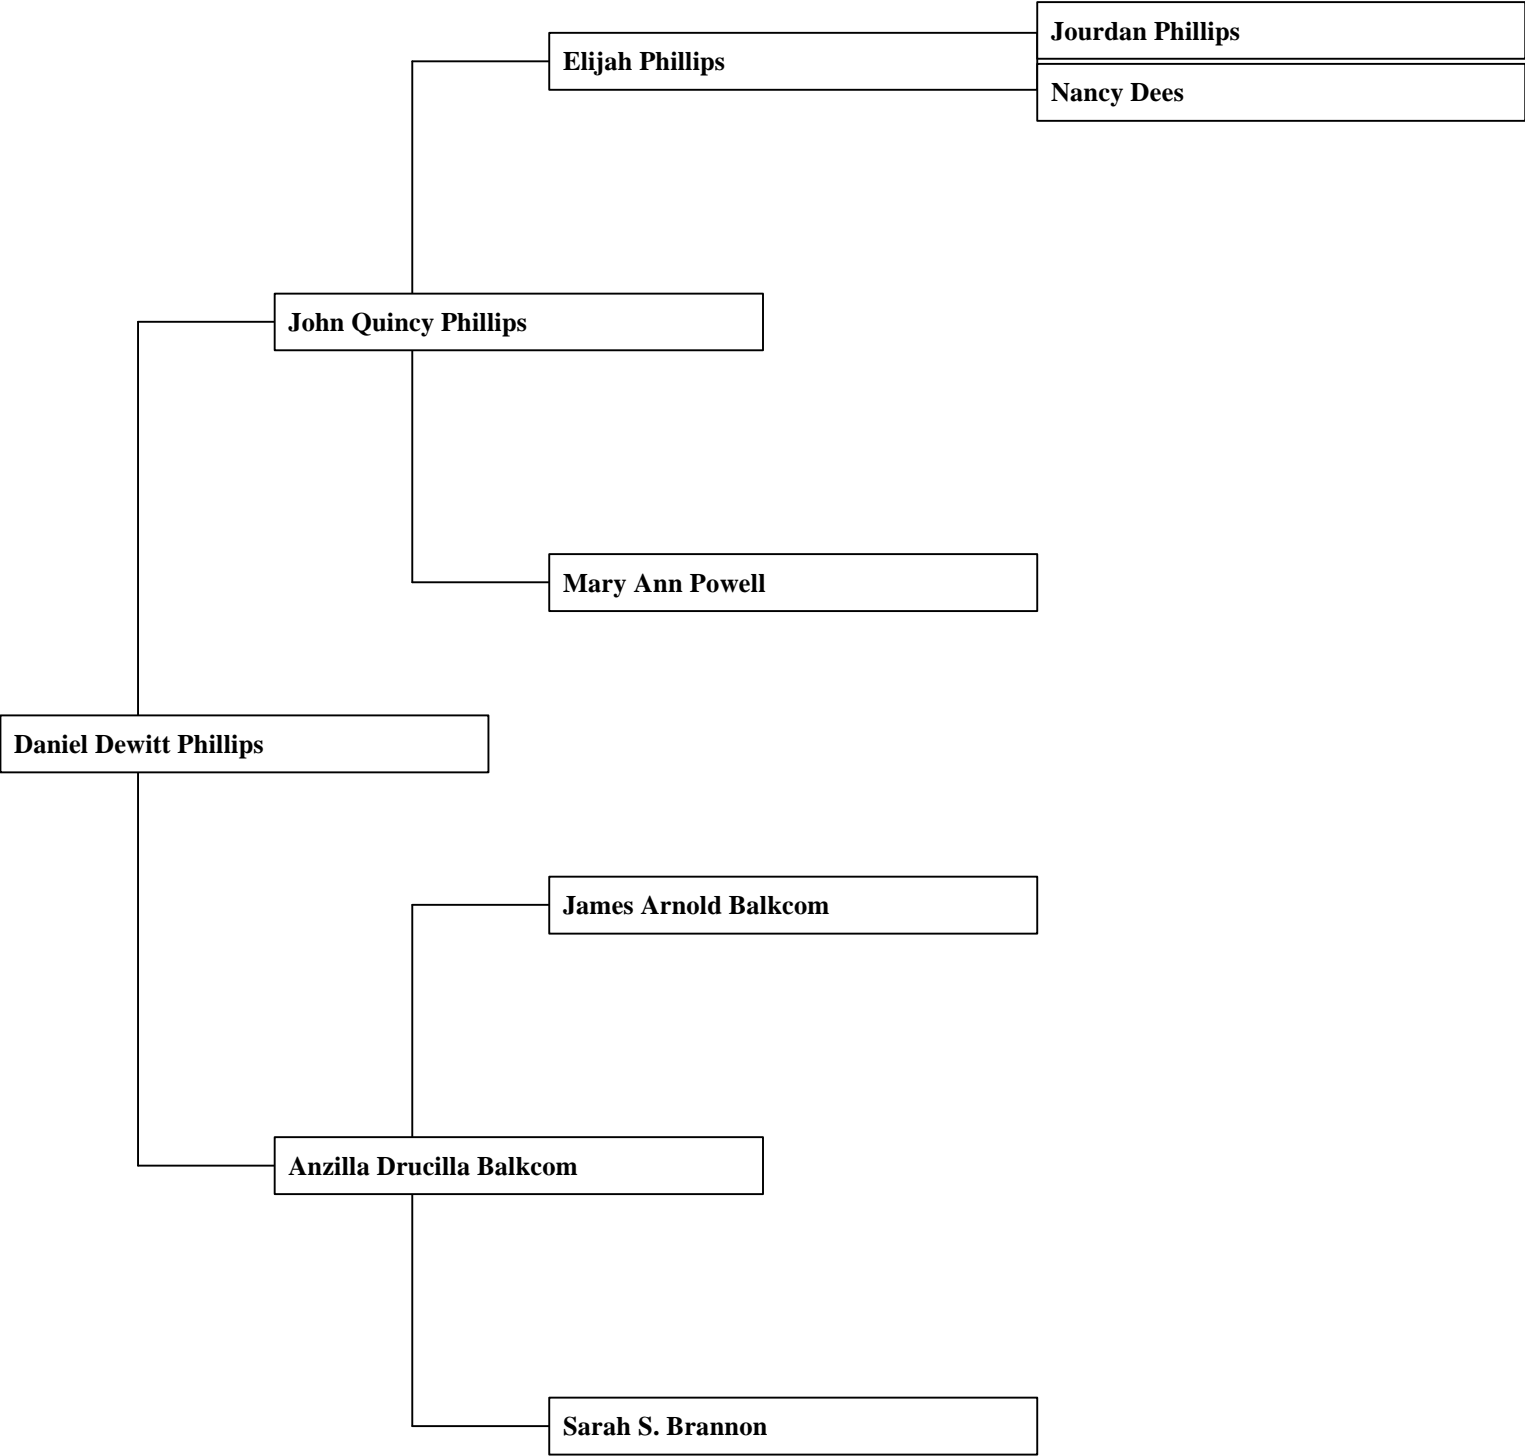 Jourdan Phillips
Elijah Phillips
Nancy Dees
John Quincy Phillips
Mary Ann Powell
Daniel Dewitt Phillips
James Arnold Balkcom
Anzilla Drucilla Balkcom
Sarah S. Brannon